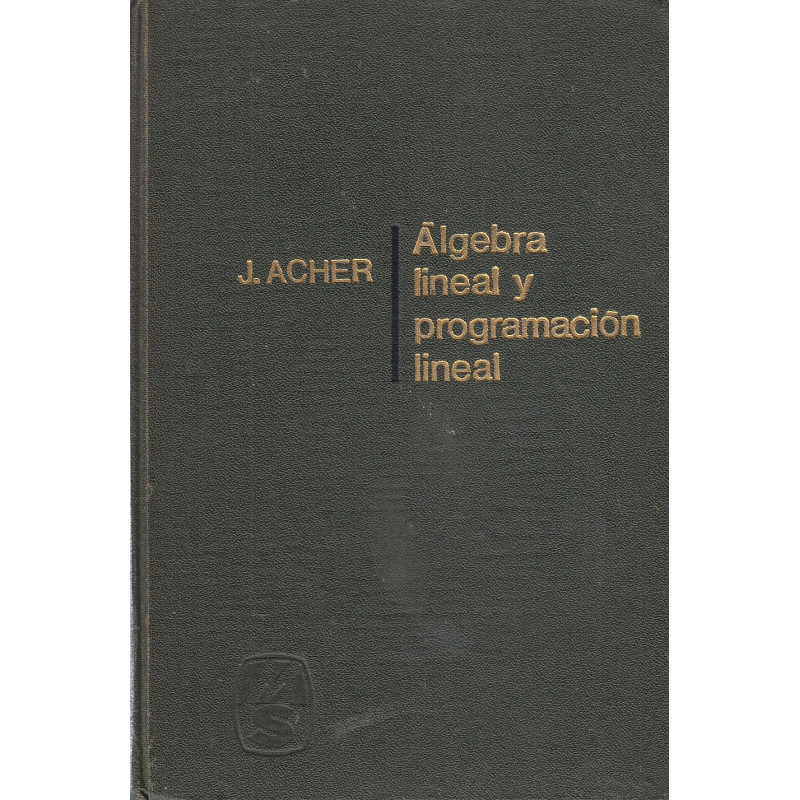 J. ACHER
Álgebra
lineal y
programación
lineal